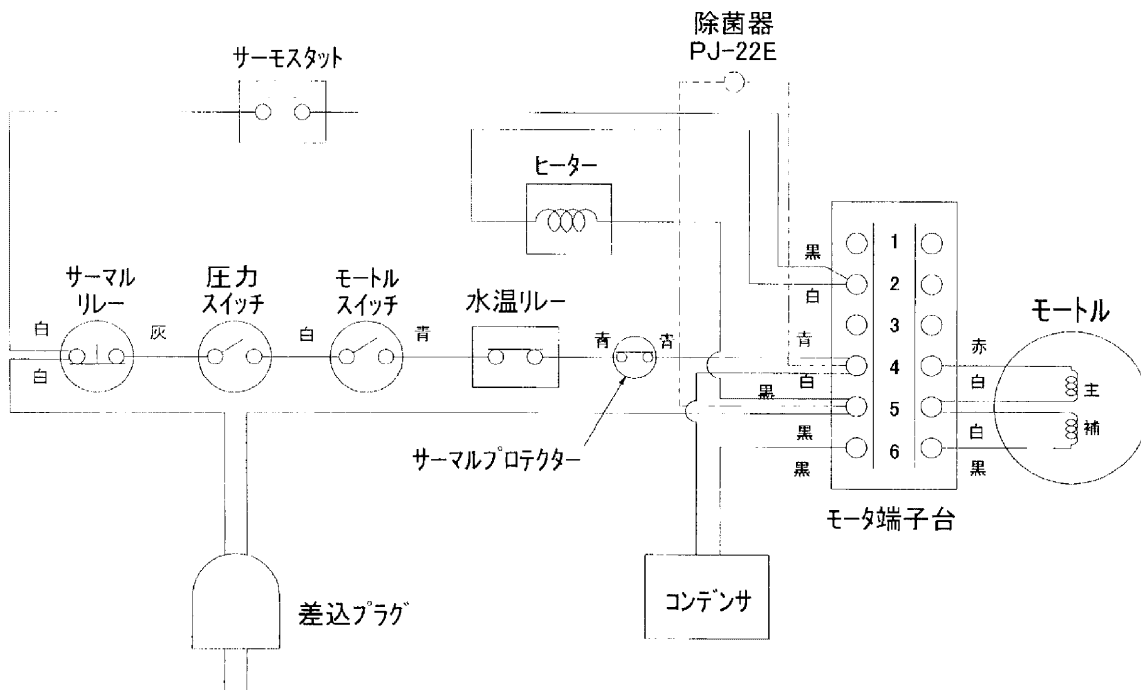 除菌器
PJ-22E
サーモスタット
ヒーター
サーマル
リレー
圧力
スイッチ
モートル
スイッチ
水温リレー
モートル
白
灰
白
青
青
青
青
白
黒
白
黒
黒
黒
白
1
2
3
4
5
6
赤
白
白
黒
主
補
サーマルプロテクター
モータ端子台
コンデンサ
差込プラグ